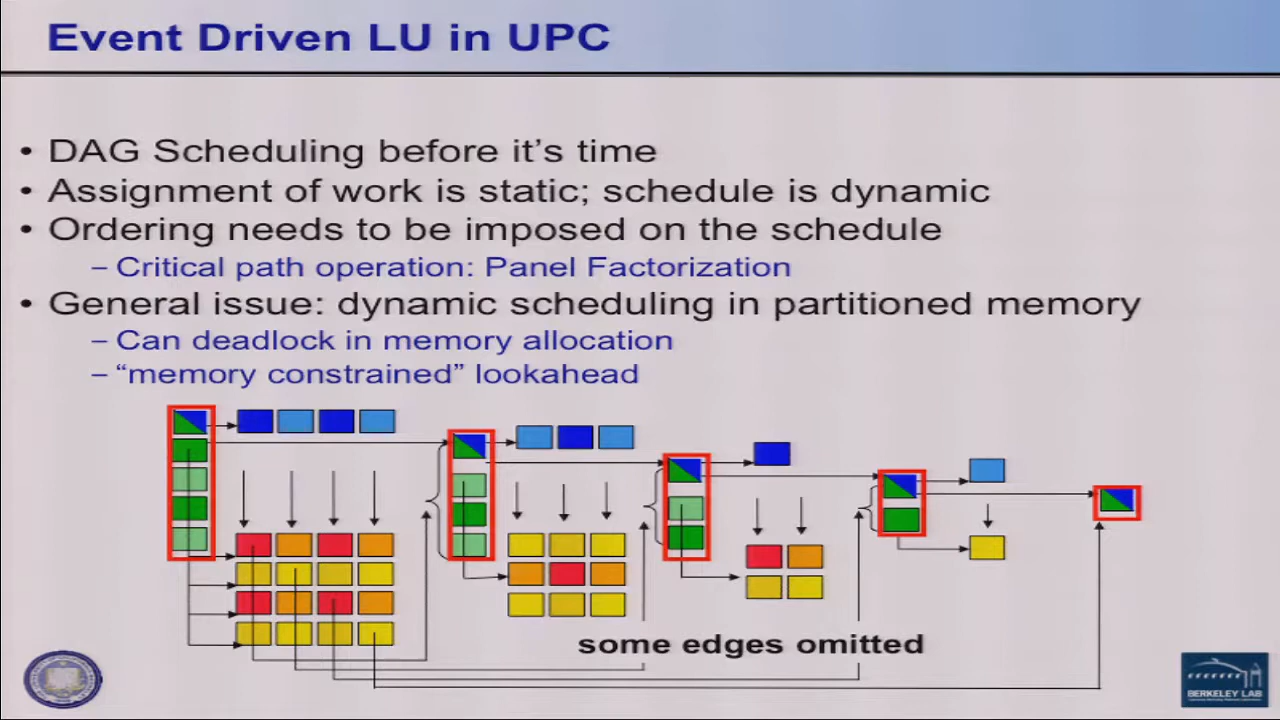 Event Driven LU in UPC
• DAG Scheduling before it's time
• Assignment of work is static; schedule is dynamic
• Ordering needs to be imposed on the schedule
– Critical path operation: Panel Factorization
• General issue: dynamic scheduling in partitioned memory
– Can deadlock in memory allocation
– “memory constrained” lookahead
some edges omitted
BERKELEY LAB